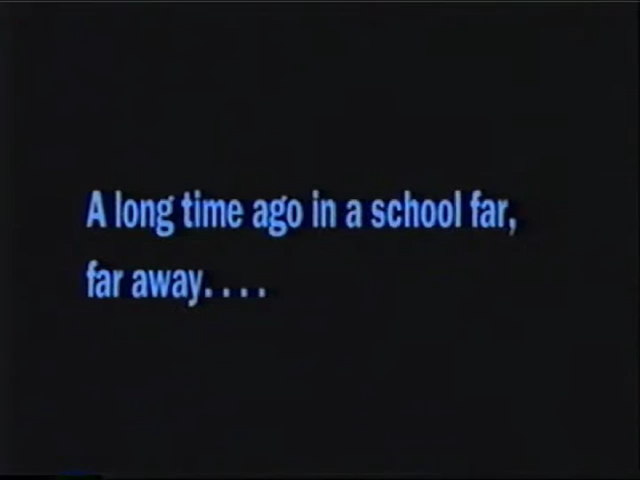 A long time ago in a school far,
far away. . . .